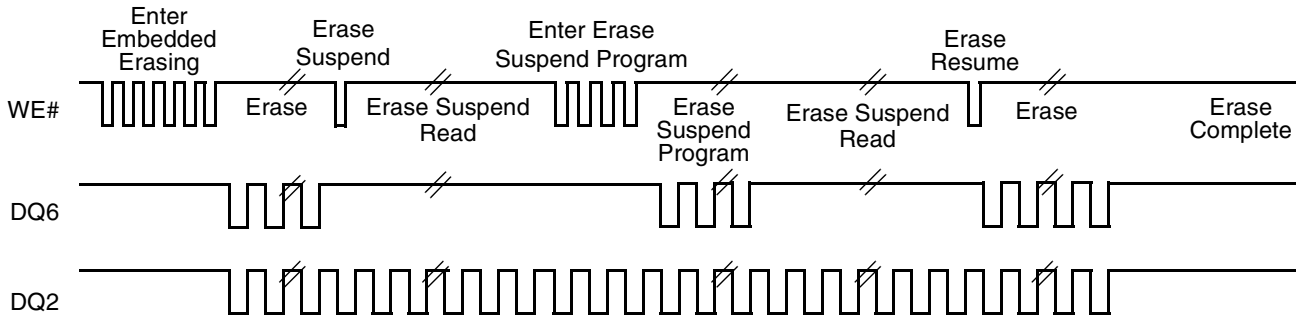 Enter
Embedded
Erasing
Erase
Suspend
Enter Erase
Suspend Program
Erase
Resume
WE#
Erase
Erase Suspend
Read
Erase
Suspend
Program
Erase Suspend
Read
Erase
Erase
Complete
DQ6
DQ2